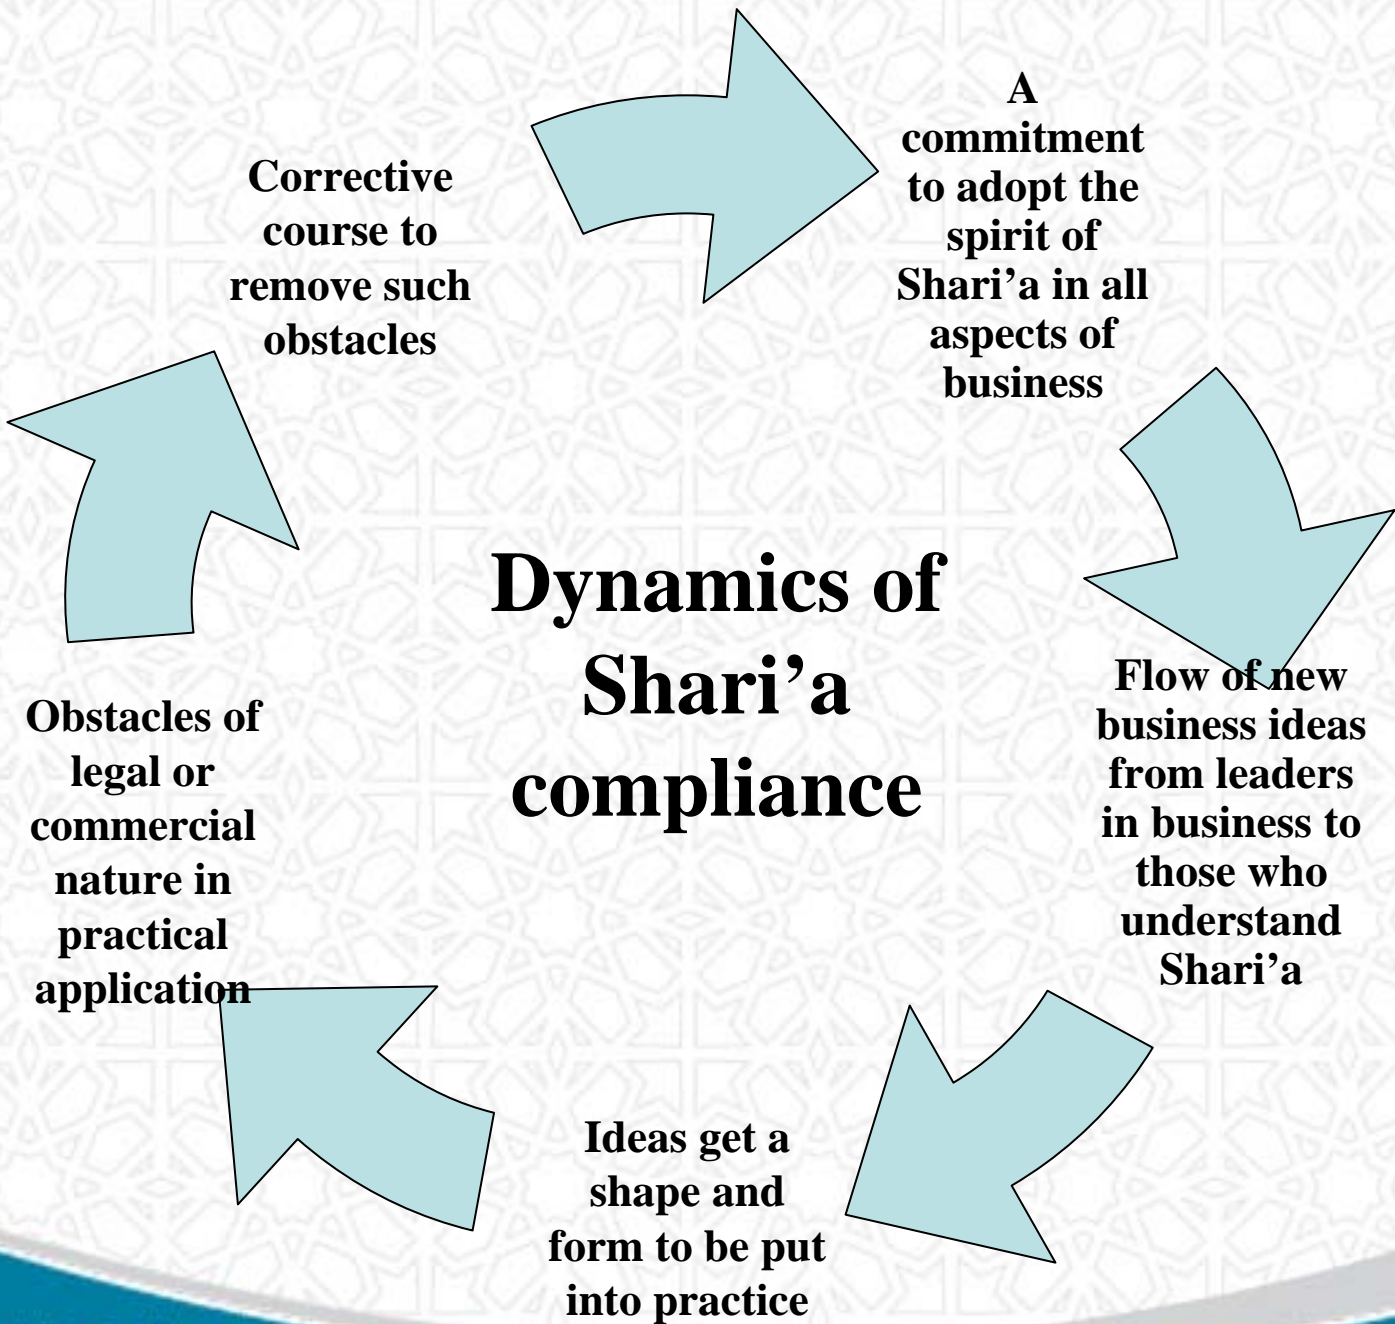 A
commitment
to adopt the
spirit of
Shari’a in all
aspects of
business
Flow of new
business ideas
from leaders
in business to
those who
understand
Shari’a
Ideas get a
shape and
form to be put
into practice
Obstacles of
legal or
commercial
nature in
practical
application
Corrective
course to
remove such
obstacles
Dynamics of
Shari’a
compliance